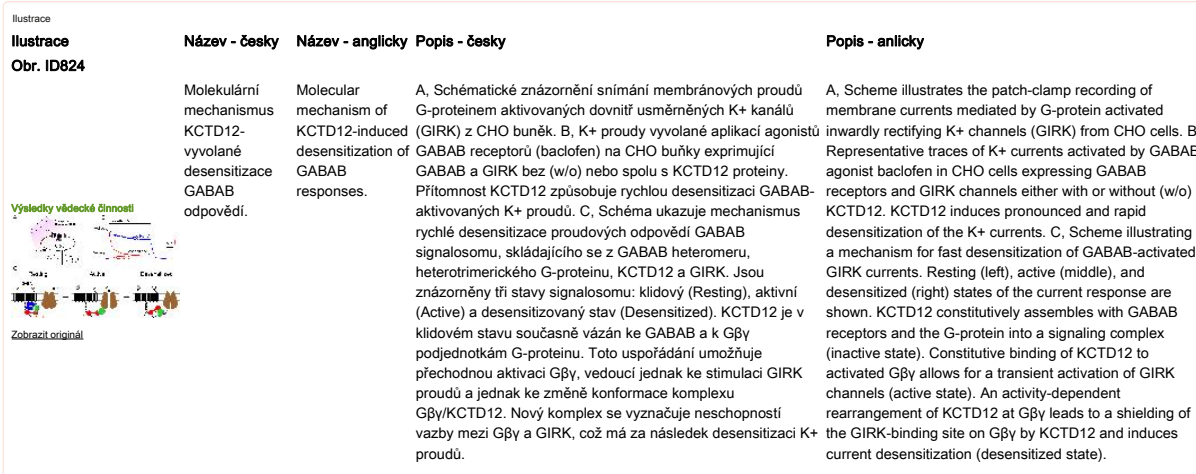 Ilustrace
Ilustrace
Obr. ID824
Název - česky
Název - anglicky
Popis - česky
Popis - anlicky
Molekulární
mechanismus
KCTD12-
vyvolané
desenzitizace
GABAB
odpovědí.
Molecular
mechanism of
KCTD12-induced
desensitization of
GABAB
responses.
A, Schématické znázornění snímání membránových proudů
G-proteinem aktivovaných dovnitř usměrněných K+ kanálů
(GIRK) z CHO buněk. B, K+ proudy vyvolané aplikací agonistů
GABAB receptorů (baclofen) na CHO buňky exprimující
GABAB a GIRK bez (w/o) nebo spolu s KCTD12 proteiny.
Přítomnost KCTD12 způsobuje rychlou desenzitizaci GABAB-
aktivovaných K+ proudů. C, Schéma ukazuje mechanismus
rychlé desenzitizace proudových odpovědí GABAB
signalosomu, skládajícího se z GABAB heteromeru,
heterotrimerického G-proteinu, KCTD12 a GIRK. Jsou
znázorněny tři stavy signalosomu: klidový (Resting), aktivní
(Active) a desenzitizovaný stav (Desensitized). KCTD12 je v
klidovém stavu současně vázán ke GABAB a k Gβγ
podjednotkám G-proteinu. Toto uspořádání umožňuje
přechodnou aktivaci Gβγ, vedoucí jednak ke stimulaci GIRK
proudů a jednak ke změně konformace komplexu
Gβγ/KCTD12. Nový komplex se vyznačuje neschopností
vazby mezi Gβγ a GIRK, což má za následek desenzitizaci K+
proudů.
A, Scheme illustrates the patch-clamp recording of
membrane currents mediated by G-protein activated
inwardly rectifying K+ channels (GIRK) from CHO cells. B
Representative traces of K+ currents activated by GABAB
agonist baclofen in CHO cells expressing GABAB
receptors and GIRK channels either with or without (w/o)
KCTD12. KCTD12 induces pronounced and rapid
desensitization of the K+ currents. C, Scheme illustrating
a mechanism for fast desensitization of GABAB-activated
GIRK currents. Resting (left), active (middle), and
desensitized (right) states of the current response are
shown. KCTD12 constitutively assembles with GABAB
receptors and the G-protein into a signaling complex
(inactive state). Constitutive binding of KCTD12 to
activated Gβγ allows for a transient activation of GIRK
channels (active state). An activity-dependent
rearrangement of KCTD12 at Gβγ leads to a shielding of
the GIRK-binding site on Gβγ by KCTD12 and induces
current desensitization (desensitized state).
Výsledky vědecké činnosti
Resting
Active
Zobrazit originál